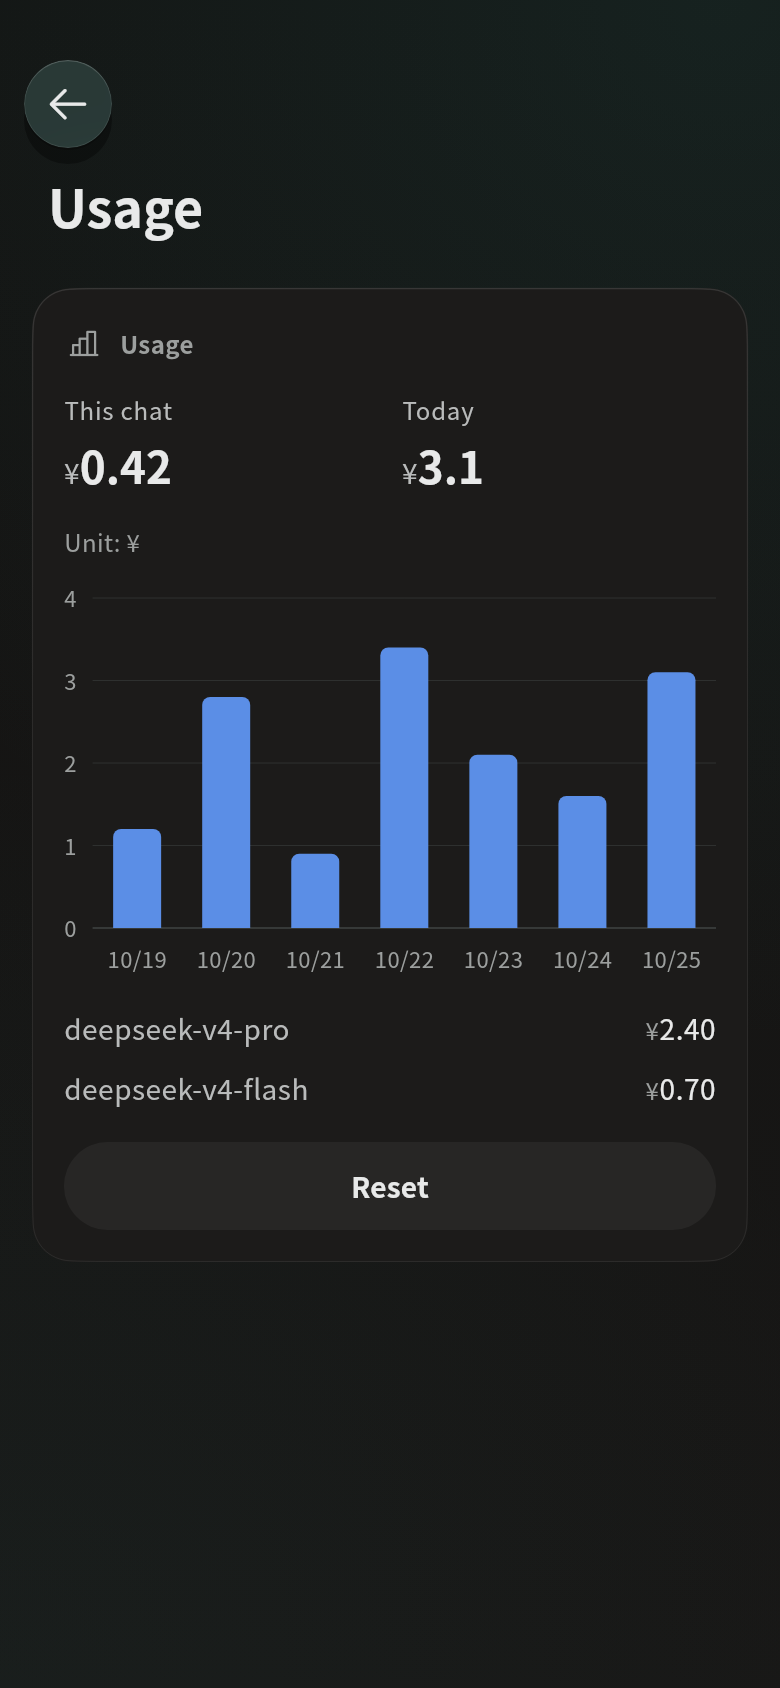 Usage
Usage
This chat
Today
¥0.42
¥3.1
Unit: ¥
4
3
2
1
0
10/19 10/20 10/21 10/22 10/23 10/24 10/25
deepseek-v4-pro ¥2.40
deepseek-v4-flash ¥0.70
Reset